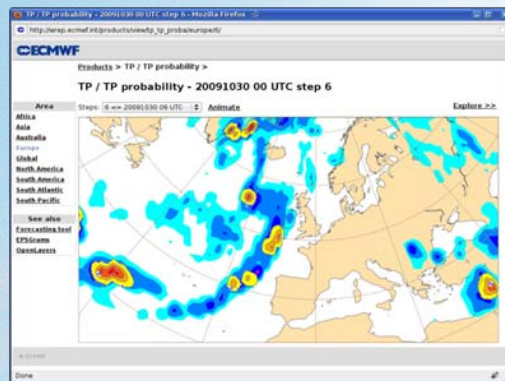 TP / TP probability - 20091030 00 UTC step 6 - Mozilla Firefox
http://wrep.ecmwf.int/products/view/tp_tp_proba/europe/6/
ECMWF
Products > TP / TP probability >
TP / TP probability - 20091030 00 UTC step 6
Area
Steps: 6 <=> 20091030 06 UTC
Animate
Explore >>
Africa
Asia
Australia
Europe
Global
North America
South America
South Atlantic
South Pacific
See also
Forecasting tool
EPSGrams
OpenLayers
Done